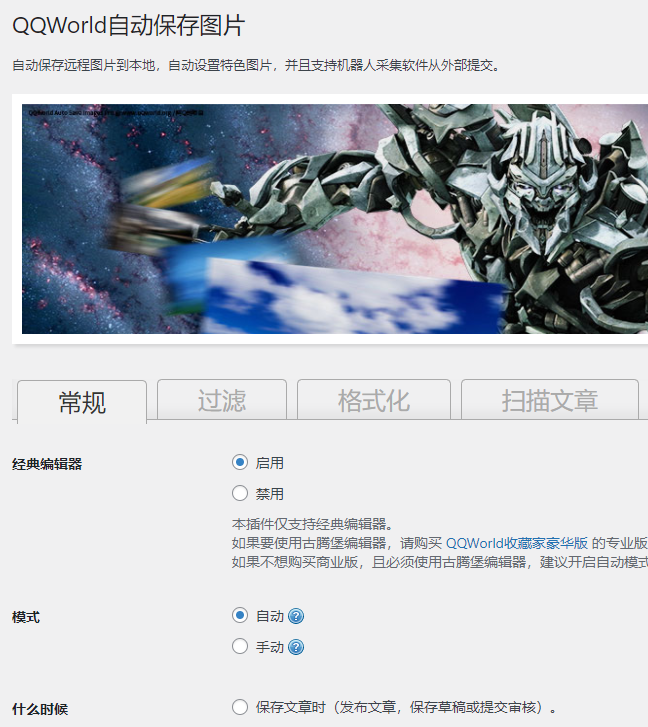 QQWorld自动保存图片
自动保存远程图片到本地，自动设置特色图片，并且支持机器人采集软件从外部提交。
常规
过滤
格式化
扫描文章
经典编辑器
启用
禁用
本插件仅支持经典编辑器。
如果要使用古腾堡编辑器，请购买 QQWorld收藏家豪华版 的专业版
如果不想购买商业版，且必须使用古腾堡编辑器，建议开启自动模式
模式
自动 ?
手动 ?
什么时候
保存文章时（发布文章，保存草稿或提交审核）。